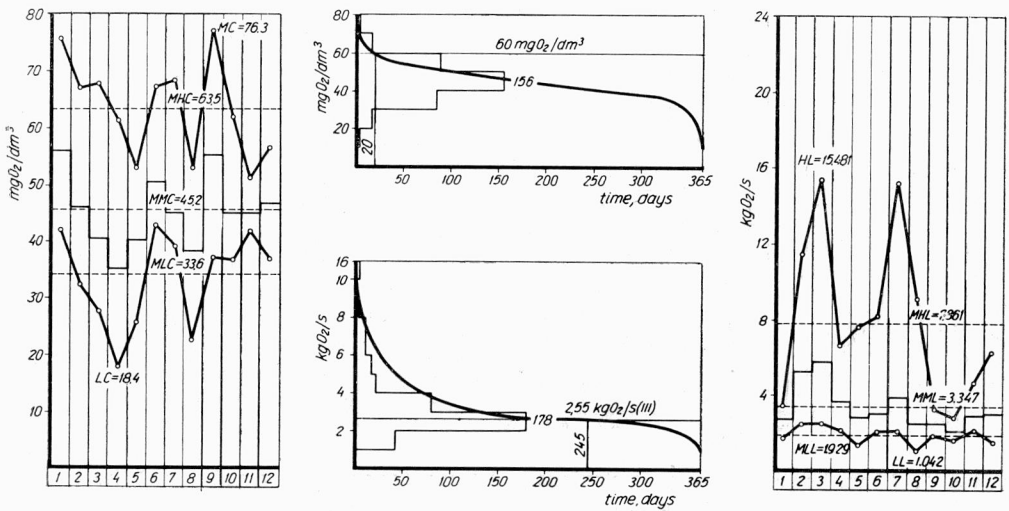 80
70
60
50
40
30
20
10
mgO₂/dm³
MC=76.3
MHC=63,5
MMC=45,2
MLC=33,6
LC=18.4
1 2 3 4 5 6 7 8 9 10 11 12
80
60
40
20
mgO₂/dm³
60 mgO₂/dm³
156
20
50 100 150 200 250 300 365
time, days
16
10
8
6
4
2
kgO₂/s
2,55 kgO₂/s(III)
178
245
50 100 150 200 250 300 365
time, days
24
20
16
12
8
4
kgO₂/s
HL=15.481
MML=3.347
MLL=1929
LL=1.042
1 2 3 4 5 6 7 8 9 10 11 12